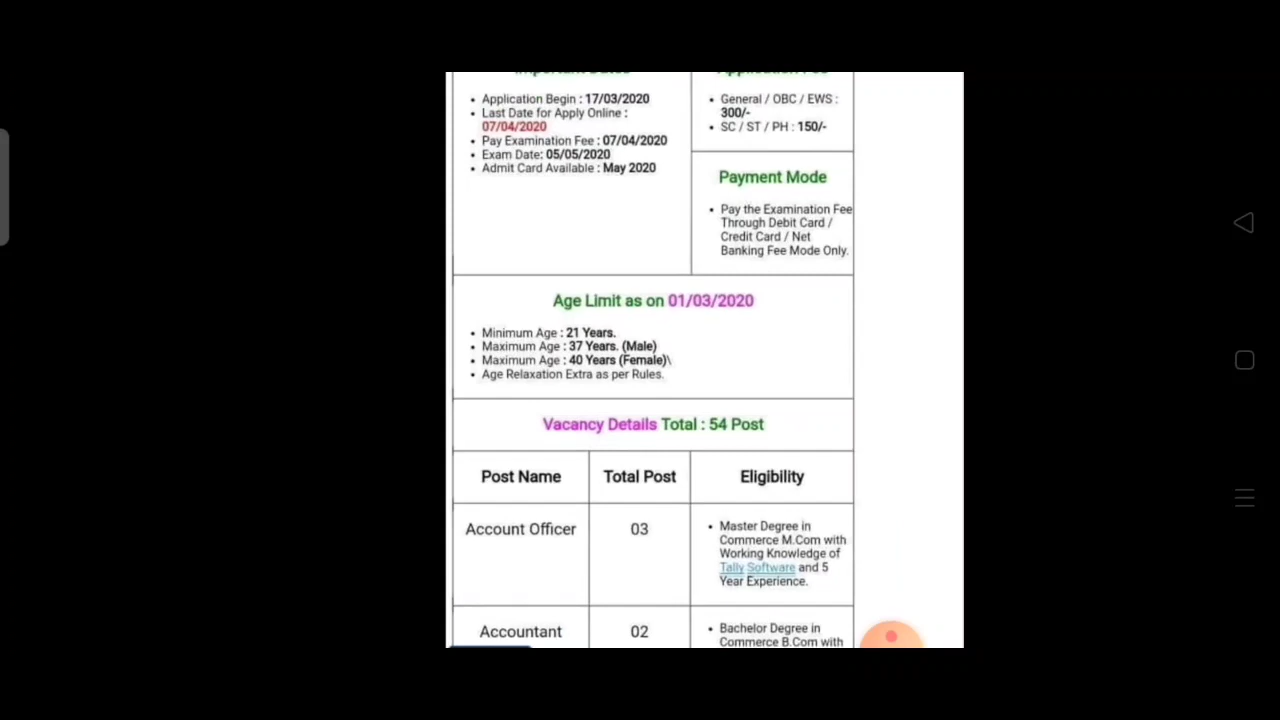 Important Dates
Application Fee
Application Begin : 17/03/2020
Last Date for Apply Online :
07/04/2020
Pay Examination Fee : 07/04/2020
Exam Date: 05/05/2020
Admit Card Available : May 2020
General / OBC / EWS :
300/-
SC / ST / PH : 150/-
Payment Mode
Pay the Examination Fee
Through Debit Card /
Credit Card / Net
Banking Fee Mode Only.
Age Limit as on 01/03/2020
Minimum Age : 21 Years.
Maximum Age : 37 Years. (Male)
Maximum Age : 40 Years (Female)\
Age Relaxation Extra as per Rules.
Vacancy Details Total : 54 Post
Post Name
Total Post
Eligibility
Account Officer
03
Master Degree in
Commerce M.Com with
Working Knowledge of
Tally Software and 5
Year Experience.
Accountant
02
Bachelor Degree in
Commerce B.Com with